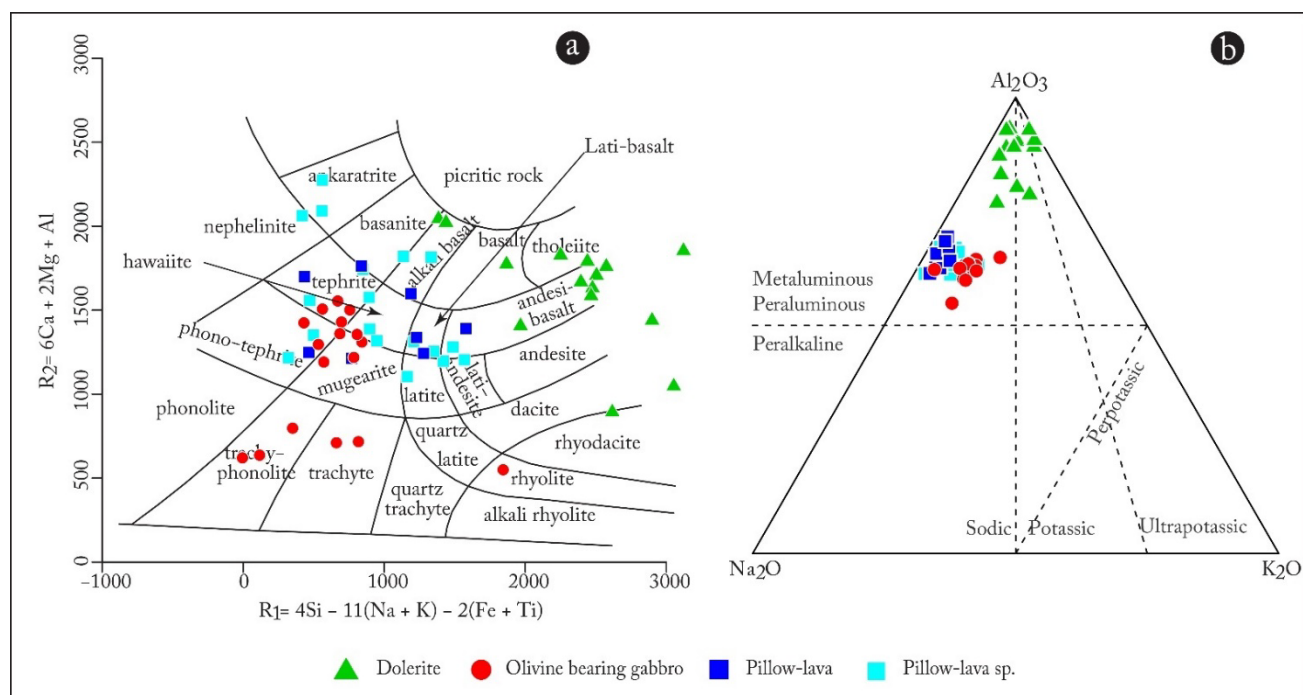 a
b
3000
2500
2000
1500
1000
500
0
R2= 6Ca + 2Mg + Al
−1000
0
1000
2000
3000
R1= 4Si − 11(Na + K) − 2(Fe + Ti)
ankaratrite
picritic rock
Lati-basalt
nephelinite
basanite
alkali basalt
basalt
tholeiite
hawaiite
tephrite
andesi-
basalt
phono-tephrite
mugearite
latite
lati-
andesite
andesite
phonolite
dacite
quartz
latite
rhyodacite
trachy-
phonolite
trachyte
rhyolite
quartz
trachyte
alkali rhyolite
Al2O3
Metaluminous
Peraluminous
Peralkaline
Perpotassic
Sodic
Potassic
Ultrapotassic
Na2O
K2O
Dolerite
Olivine bearing gabbro
Pillow-lava
Pillow-lava sp.